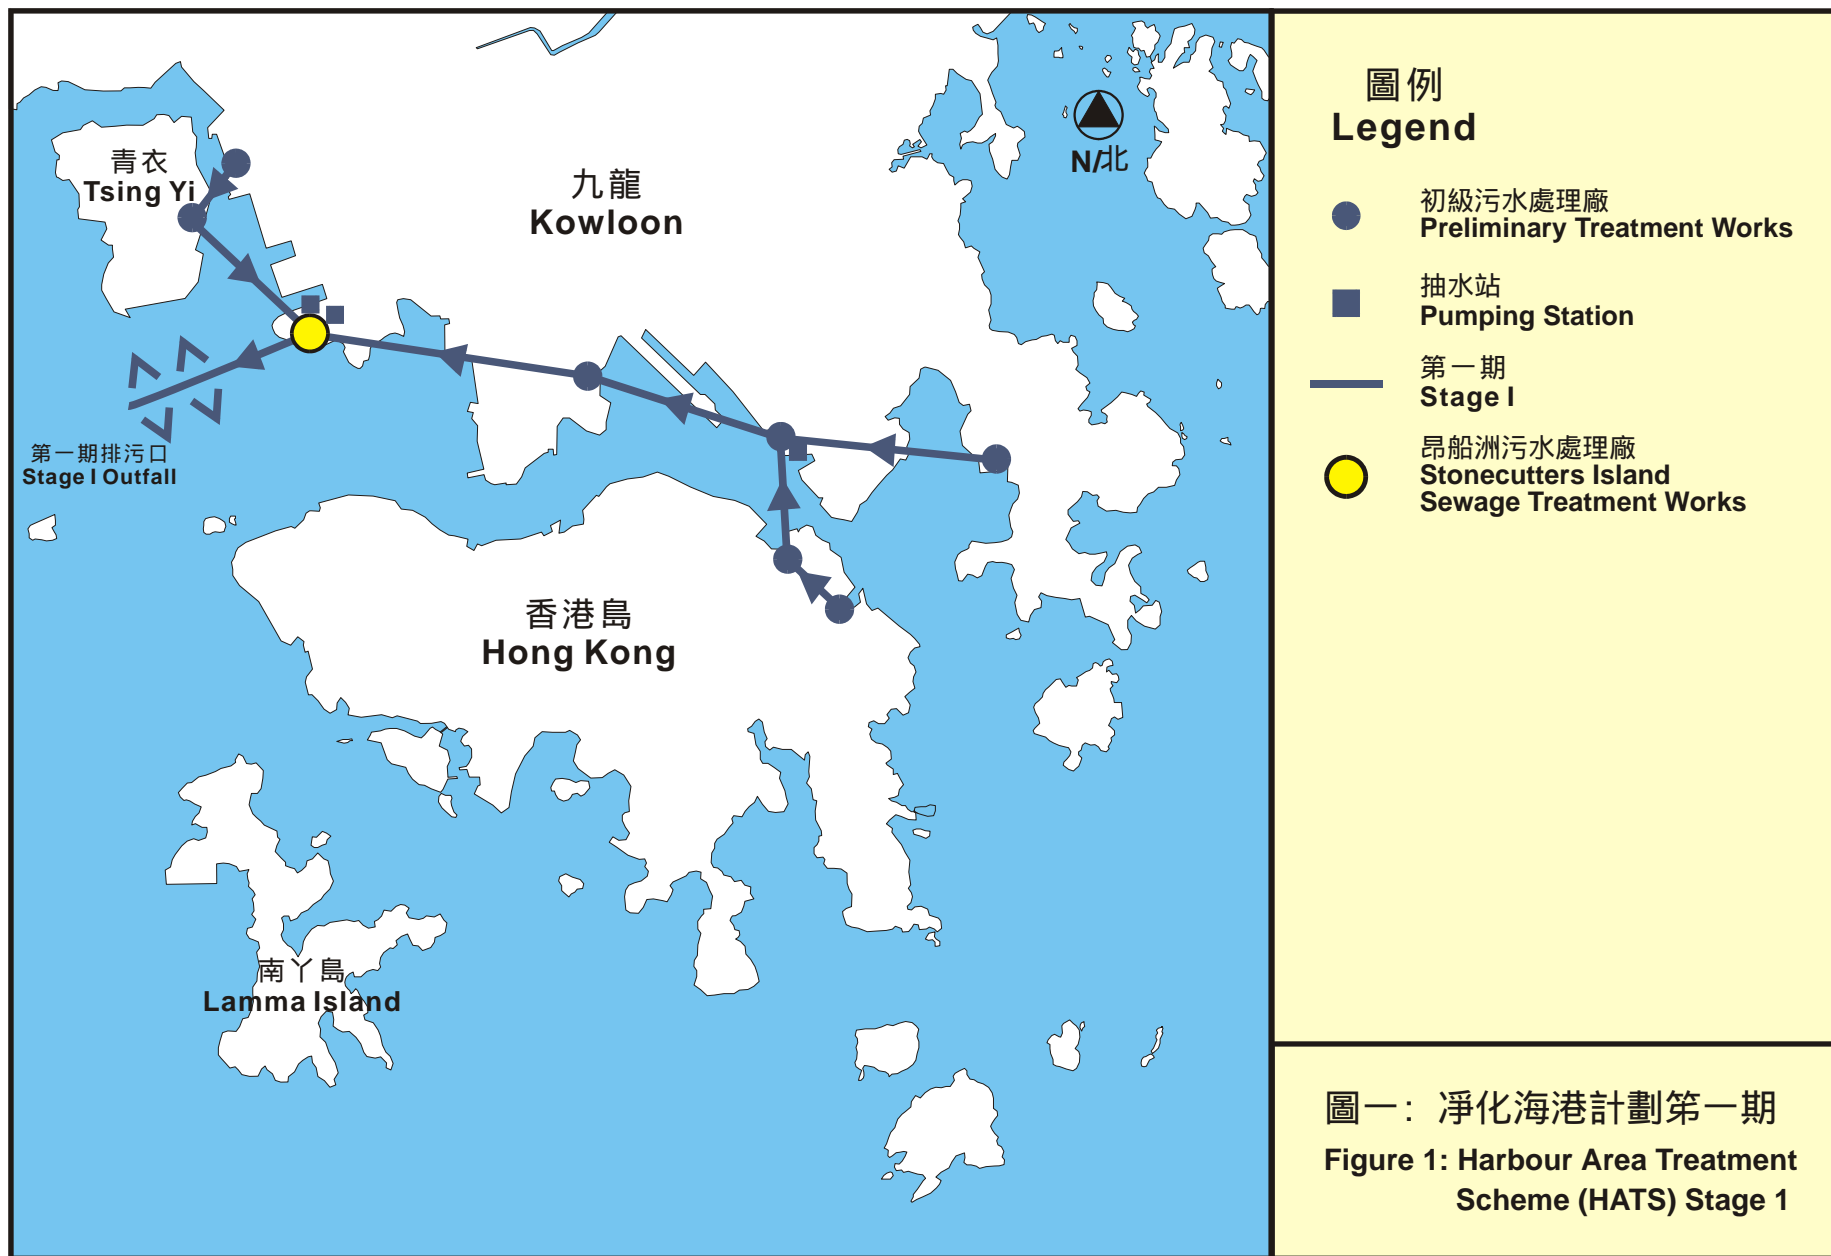 青衣
Tsing Yi
九龍
Kowloon
N/北
第一期排污口
Stage I Outfall
香港島
Hong Kong
南丫島
Lamma Island
圖例
Legend
初級污水處理廠
Preliminary Treatment Works
抽水站
Pumping Station
第一期
Stage I
昂船洲污水處理廠
Stonecutters Island
Sewage Treatment Works
圖一：淨化海港計劃笫一期
Figure 1: Harbour Area Treatment
Scheme (HATS) Stage 1